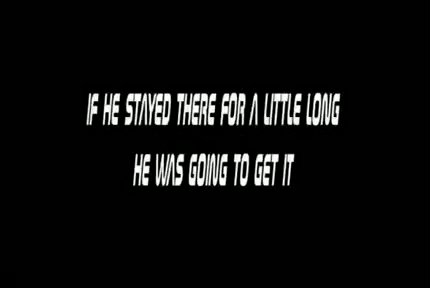 IF HE STAYED THERE FOR A LITTLE LONG
HE WAS GOING TO GET IT